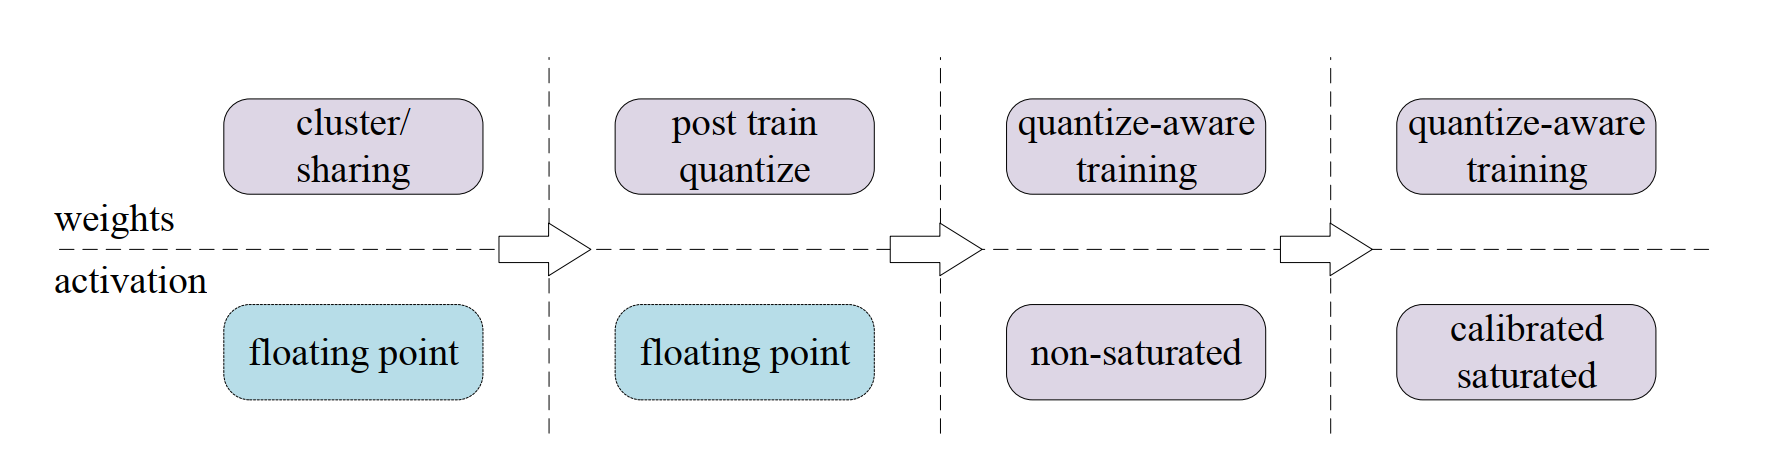 cluster/
sharing
post train
quantize
quantize-aware
training
quantize-aware
training
weights
activation
floating point
floating point
non-saturated
calibrated
saturated